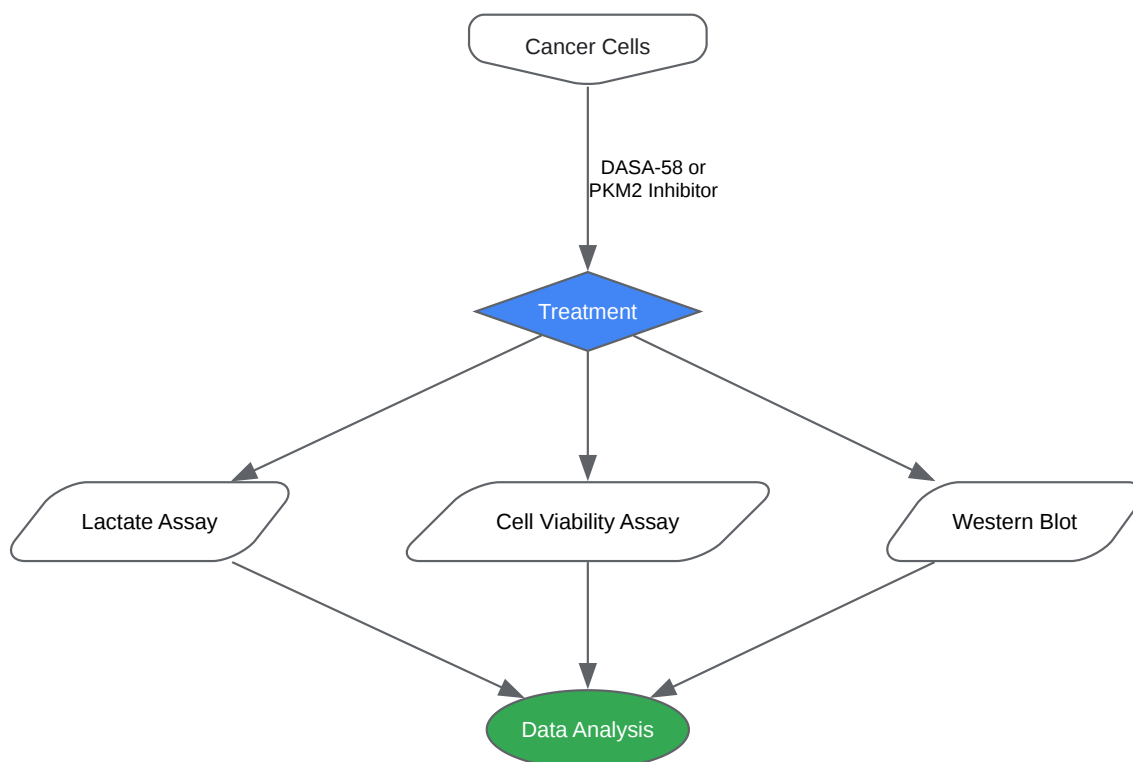 Cancer Cells
DASA-58 or
PKM2 Inhibitor
Treatment
Lactate Assay
Cell Viability Assay
Western Blot
Data Analysis